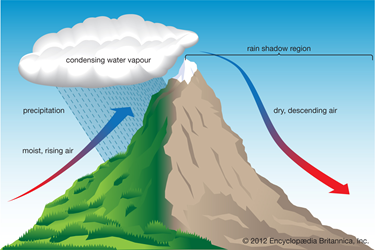 condensing water vapour
rain shadow region
precipitation
dry, descending air
moist, rising air
© 2012 Encyclopædia Britannica, Inc.